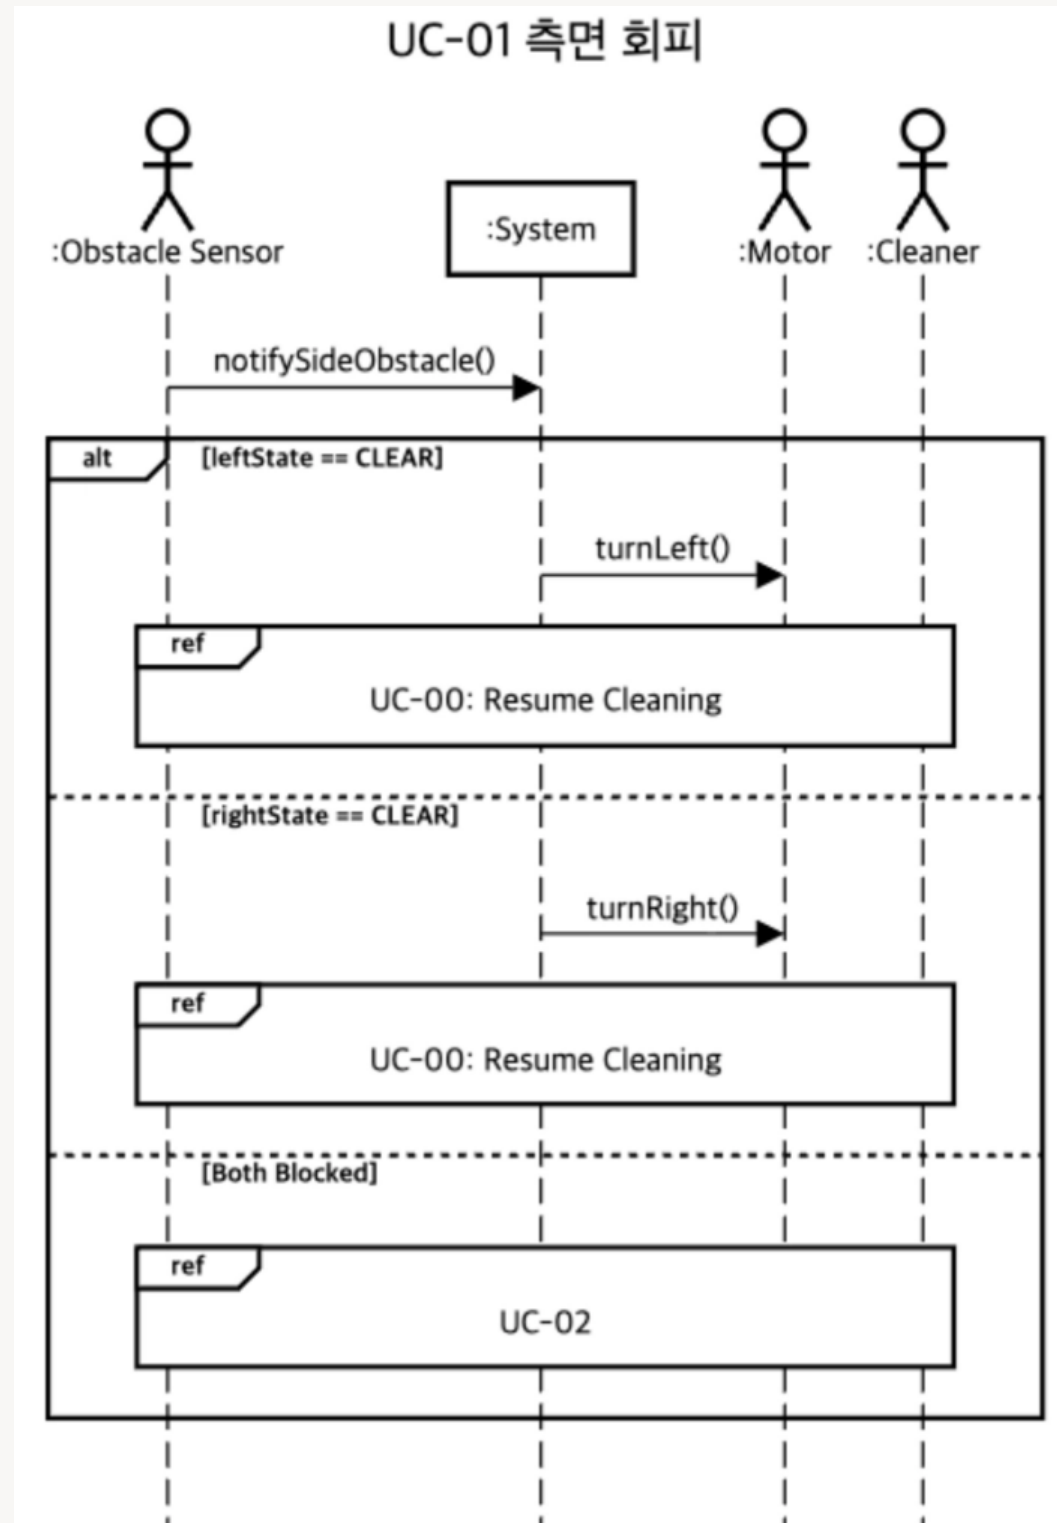 UC-01 측면 회피
:Obstacle Sensor
:System
:Motor
:Cleaner
notifySideObstacle()
alt
[leftState == CLEAR]
turnLeft()
ref
UC-00: Resume Cleaning
[rightState == CLEAR]
turnRight()
ref
UC-00: Resume Cleaning
[Both Blocked]
ref
UC-02